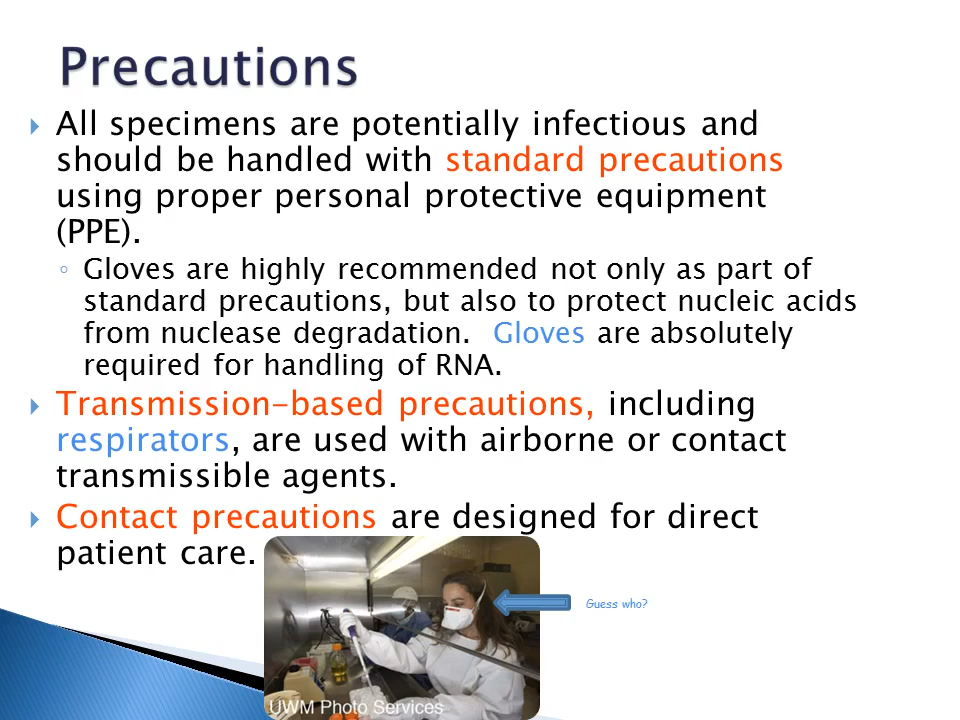 Precautions
All specimens are potentially infectious and
should be handled with standard precautions
using proper personal protective equipment
(PPE).
Gloves are highly recommended not only as part of
standard precautions, but also to protect nucleic acids
from nuclease degradation.  Gloves are absolutely
required for handling of RNA.
Transmission-based precautions, including
respirators, are used with airborne or contact
transmissible agents.
Contact precautions are designed for direct
patient care.
Guess who?
UWM Photo Services